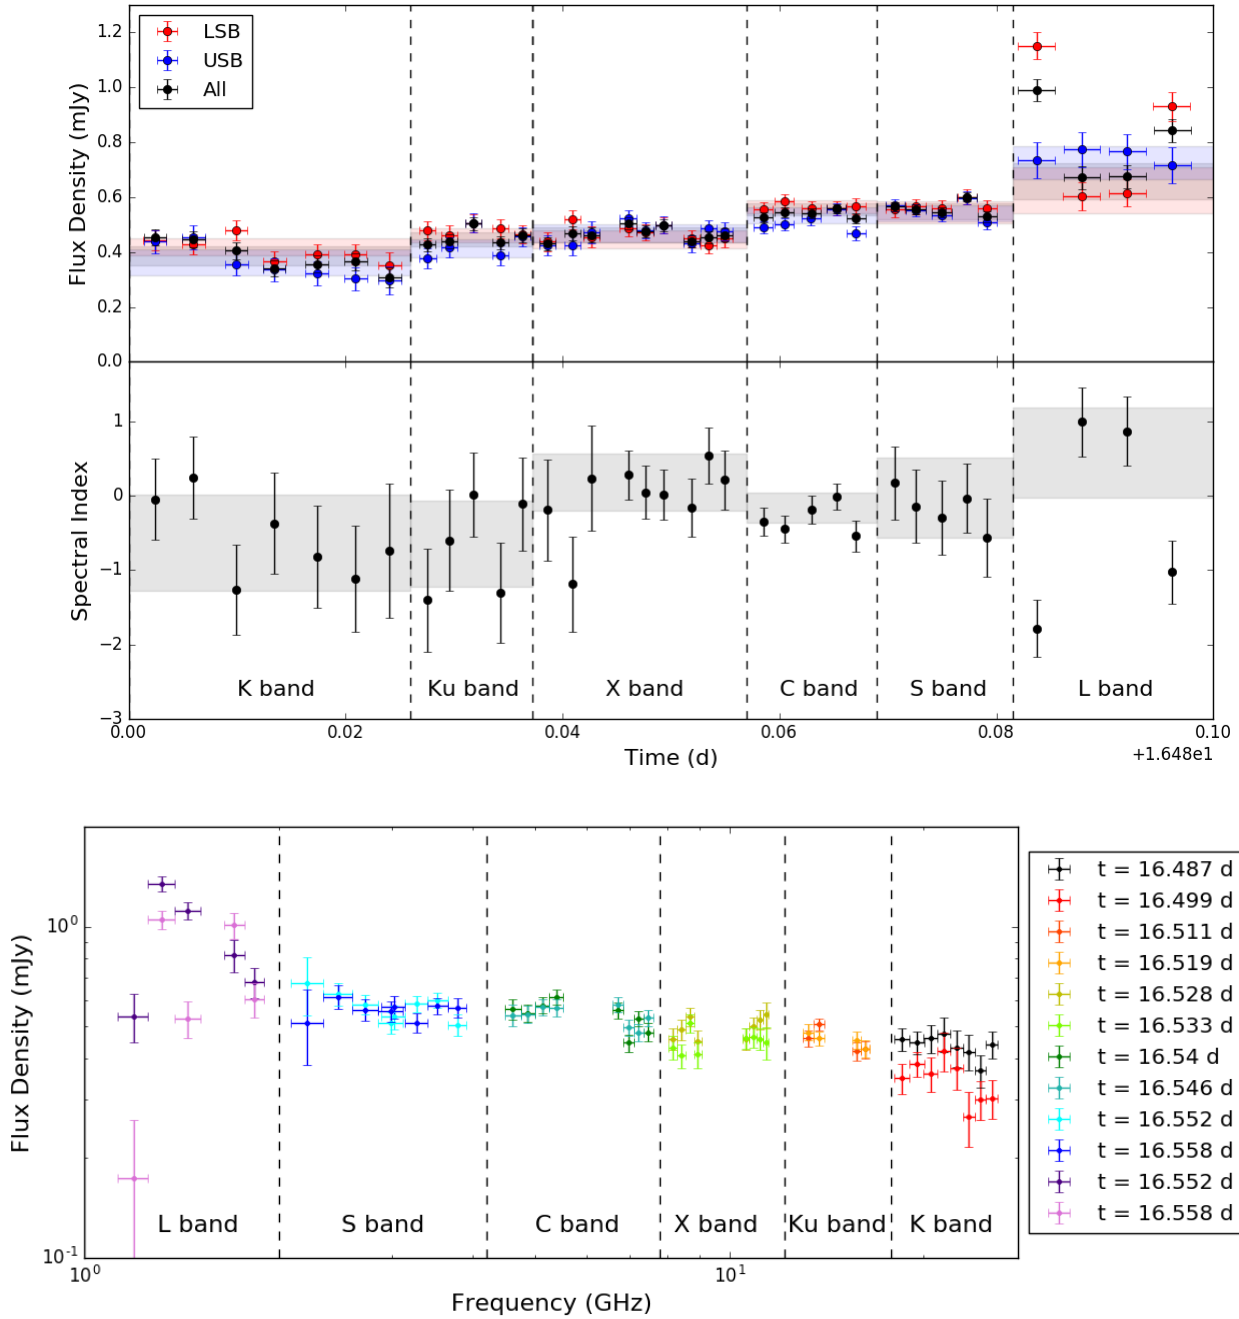 LSB
USB
All
Flux Density (mJy)
1.2
1.0
0.8
0.6
0.4
0.2
0.0
Spectral Index
1
0
−1
−2
−3
K band
Ku band
X band
C band
S band
L band
0.00
0.02
0.04
0.06
0.08
0.10
Time (d)
+1.648e1
Flux Density (mJy)
10^0
10^-1
L band
S band
C band
X band
Ku band
K band
10^0
10^1
Frequency (GHz)
t = 16.487 d
t = 16.499 d
t = 16.511 d
t = 16.519 d
t = 16.528 d
t = 16.533 d
t = 16.54 d
t = 16.546 d
t = 16.552 d
t = 16.558 d
t = 16.552 d
t = 16.558 d